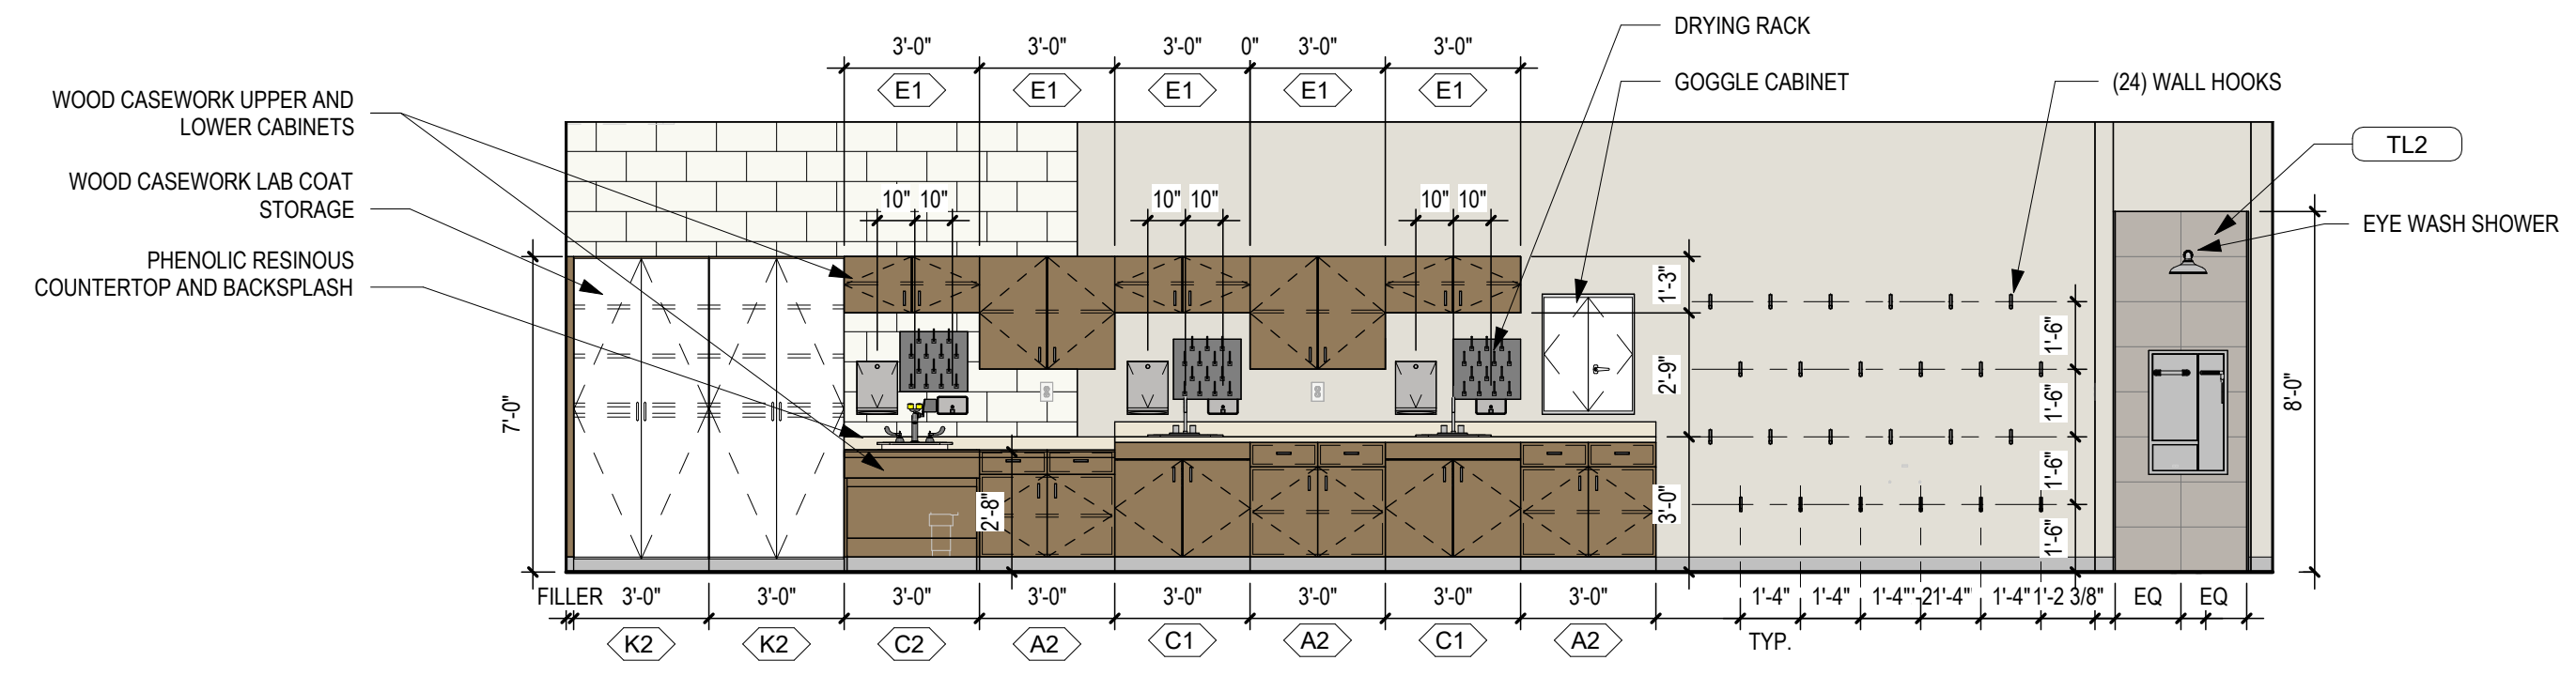 DRYING RACK
3'-0" 3'-0" 3'-0" 0" 3'-0" 3'-0"
GOGGLE CABINET
(24) WALL HOOKS
E1 E1 E1 E1 E1
WOOD CASEWORK UPPER AND
LOWER CABINETS
TL2
WOOD CASEWORK LAB COAT
STORAGE
10" 10" 10" 10" 10" 10"
EYE WASH SHOWER
PHENOLIC RESINOUS
COUNTERTOP AND BACKSPLASH
1'-3"
1'-6"
2'-9"
7'-0"
1'-6"
8'-0"
1'-6"
2'-8"
3'-0"
1'-6"
FILLER 3'-0" 3'-0" 3'-0" 3'-0" 3'-0" 3'-0" 3'-0" 3'-0" 1'-4" 1'-4" 1'-4" 1'-4" 1'-4" 1'-2 3/8" EQ EQ
K2 K2 C2 A2 C1 A2 C1 A2 TYP.